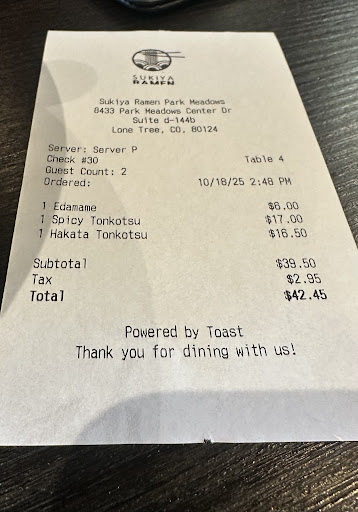 SUKIYA
RAMEN
Sukiya Ramen Park Meadows
8433 Park Meadows Center Dr
Suite d-144b
Lone Tree, CO, 80124
Server: Server P
Check #30 Table 4
Guest Count: 2
Ordered: 10/18/25 2:48 PM
1 Edamame $6.00
1 Spicy Tonkotsu $17.00
1 Hakata Tonkotsu $16.50
Subtotal $39.50
Tax $2.95
Total $42.45
Powered by Toast
Thank you for dining with us!